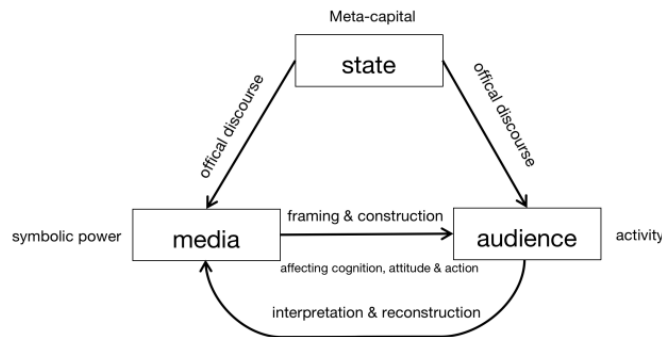 Meta-capital
state
offical discourse
offical discourse
framing & construction
symbolic power
media
audience
activity
affecting cognition, attitude & action
interpretation & reconstruction